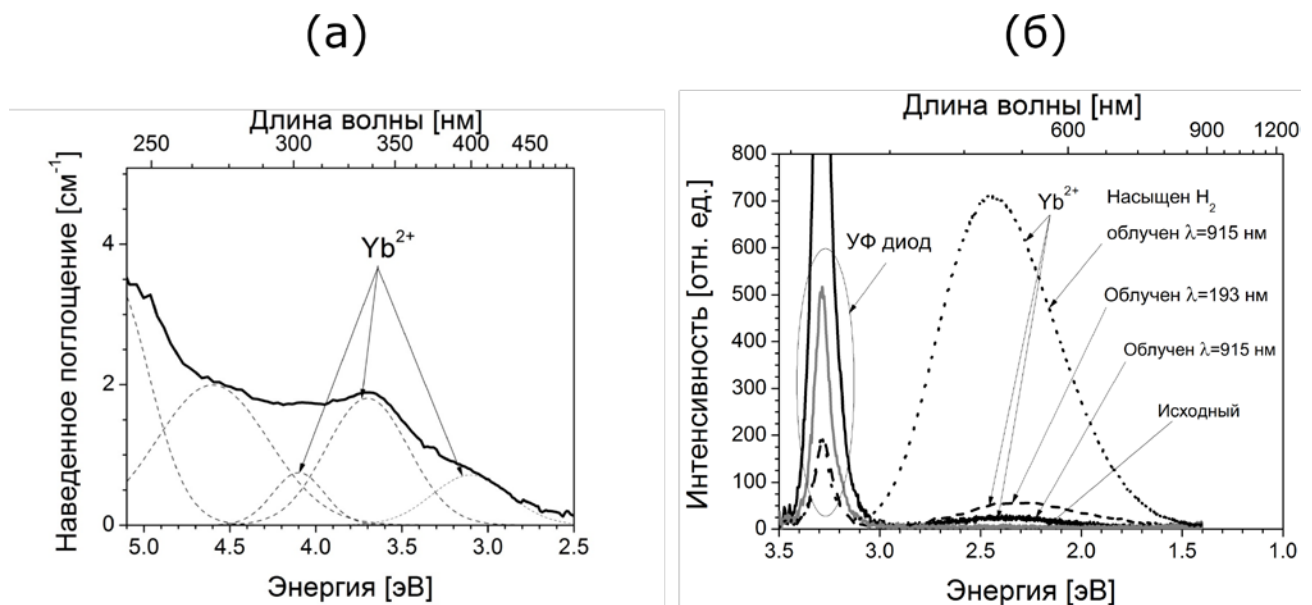 (а)
Длина волны [нм]
250 300 350 400 450
Наведенное поглощение [см⁻¹]
4
2
0
Yb²⁺
5.0 4.5 4.0 3.5 3.0 2.5
Энергия [эВ]
(б)
Длина волны [нм]
600 900 1200
Интенсивность [отн. ед.]
800
700
600
500
400
300
200
100
0
УФ диод
Yb²⁺
Насыщен H₂
облучен λ=915 нм
Облучен λ=193 нм
Облучен λ=915 нм
Исходный
3.5 3.0 2.5 2.0 1.5 1.0
Энергия [эВ]